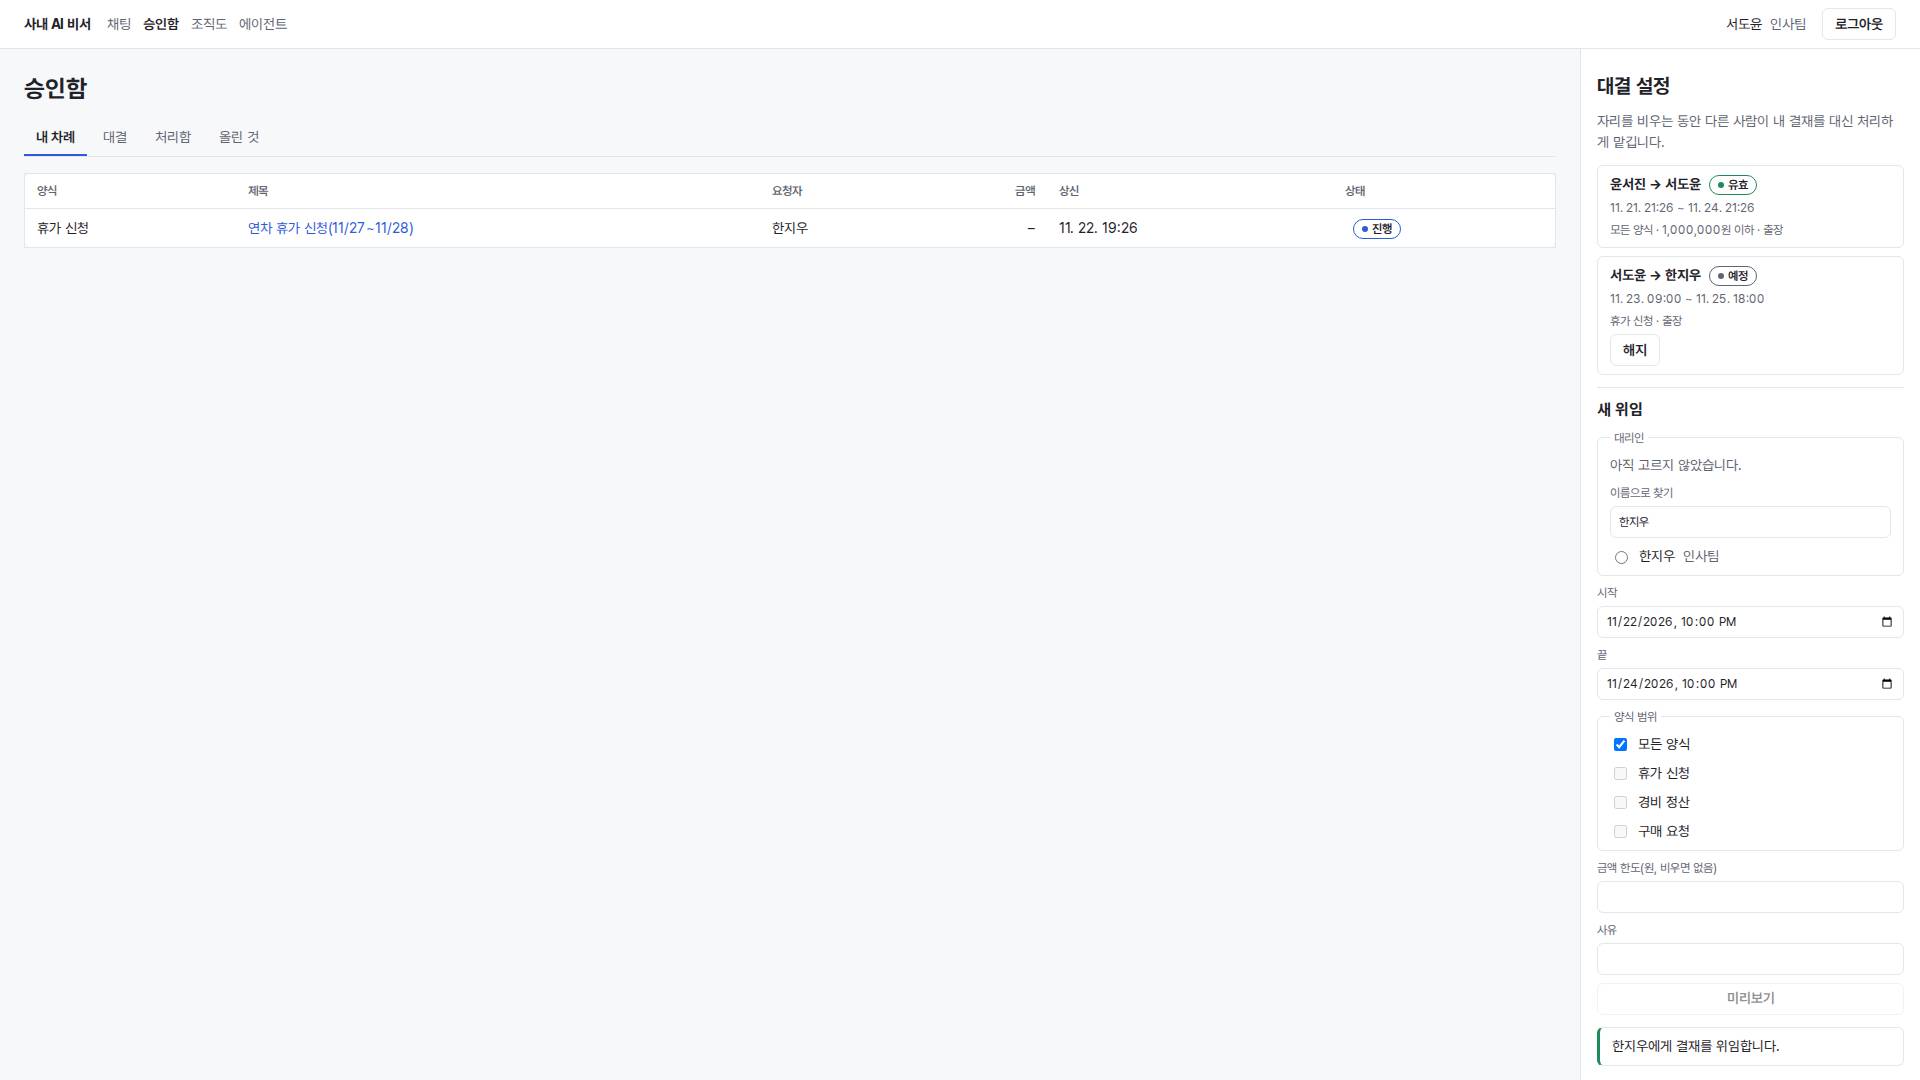 사내 AI 비서 채팅 승인함 조직도 에이전트 서도윤 인사팀 로그아웃
승인함
내 차례 대결 처리함 올린 것
양식 제목 요청자 금액 상신 상태
휴가 신청 연차 휴가 신청(11/27~11/28) 한지우 – 11. 22. 19:26 진행
대결 설정
자리를 비우는 동안 다른 사람이 내 결재를 대신 처리하
게 맡깁니다.
윤서진 → 서도윤 유효
11. 21. 21:26 ~ 11. 24. 21:26
모든 양식 · 1,000,000원 이하 · 출장
서도윤 → 한지우 예정
11. 23. 09:00 ~ 11. 25. 18:00
휴가 신청 · 출장
해지
새 위임
대리인
아직 고르지 않았습니다.
이름으로 찾기
한지우
한지우 인사팀
시작
11/22/2026, 10:00 PM
끝
11/24/2026, 10:00 PM
양식 범위
모든 양식
휴가 신청
경비 정산
구매 요청
금액 한도(원, 비우면 없음)
사유
미리보기
한지우에게 결재를 위임합니다.